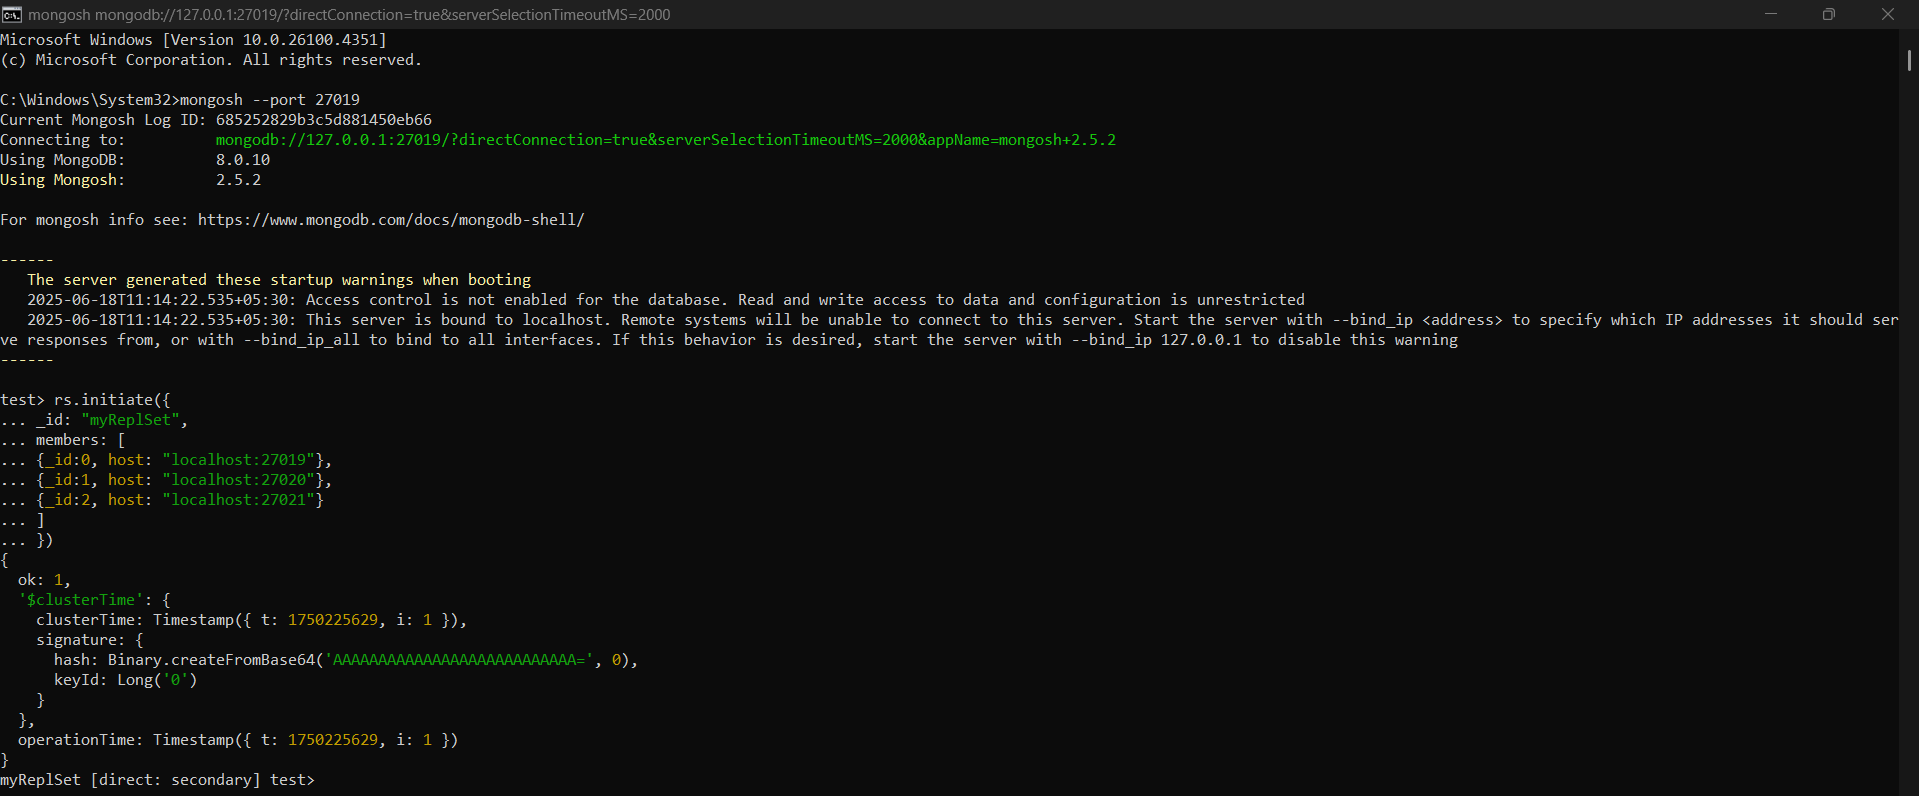 mongosh mongodb://127.0.0.1:27019/?directConnection=true&serverSelectionTimeoutMS=2000
Microsoft Windows [Version 10.0.26100.4351]
(c) Microsoft Corporation. All rights reserved.
C:\Windows\System32>mongosh --port 27019
Current Mongosh Log ID: 685252829b3c5d881450eb66
Connecting to:          mongodb://127.0.0.1:27019/?directConnection=true&serverSelectionTimeoutMS=2000&appName=mongosh+2.5.2
Using MongoDB:          8.0.10
Using Mongosh:          2.5.2
For mongosh info see: https://www.mongodb.com/docs/mongodb-shell/
------
   The server generated these startup warnings when booting
   2025-06-18T11:14:22.535+05:30: Access control is not enabled for the database. Read and write access to data and configuration is unrestricted
   2025-06-18T11:14:22.535+05:30: This server is bound to localhost. Remote systems will be unable to connect to this server. Start the server with --bind_ip <address> to specify which IP addresses it should ser
ve responses from, or with --bind_ip_all to bind to all interfaces. If this behavior is desired, start the server with --bind_ip 127.0.0.1 to disable this warning
------
test> rs.initiate({
... _id: "myReplSet",
... members: [
... {_id:0, host: "localhost:27019"},
... {_id:1, host: "localhost:27020"},
... {_id:2, host: "localhost:27021"}
... ]
... })
{
  ok: 1,
  '$clusterTime': {
    clusterTime: Timestamp({ t: 1750225629, i: 1 }),
    signature: {
      hash: Binary.createFromBase64('AAAAAAAAAAAAAAAAAAAAAAAAAAA=', 0),
      keyId: Long('0')
    }
  },
  operationTime: Timestamp({ t: 1750225629, i: 1 })
}
myReplSet [direct: secondary] test>